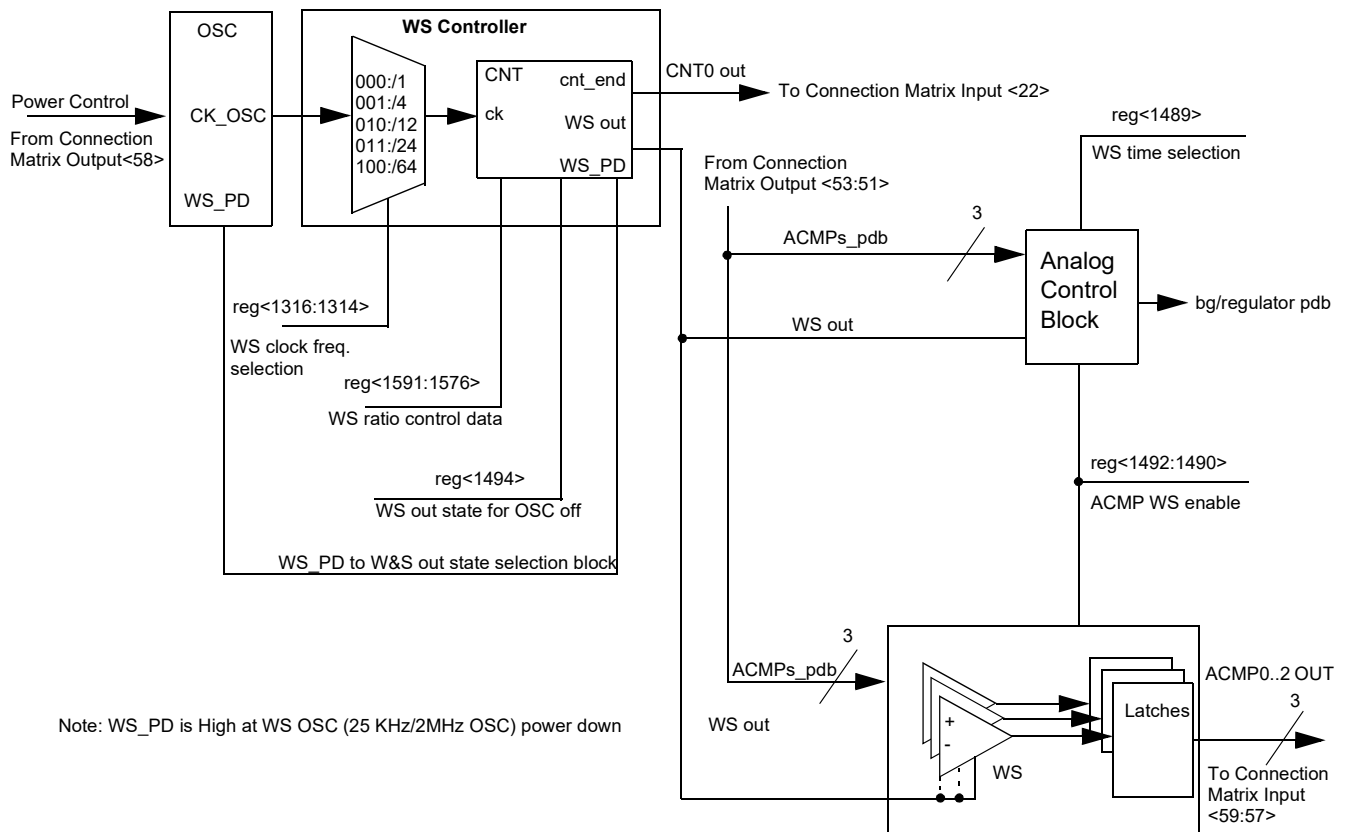 OSC
WS Controller
000:/1
001:/4
010:/12
011:/24
100:/64
CNT
cnt_end
ck
WS out
WS_PD
CNT0 out
To Connection Matrix Input <22>
Power Control
CK_OSC
From Connection
Matrix Output<58>
WS_PD
reg<1489>
WS time selection
From Connection
Matrix Output <53:51>
3
ACMPs_pdb
Analog
Control
Block
bg/regulator pdb
reg<1316:1314>
WS clock freq.
selection
WS out
reg<1591:1576>
WS ratio control data
reg<1494>
WS out state for OSC off
reg<1492:1490>
ACMP WS enable
WS_PD to W&S out state selection block
3
ACMPs_pdb
ACMP0..2 OUT
3
Latches
+
-
WS
WS out
Note: WS_PD is High at WS OSC (25 KHz/2MHz OSC) power down
To Connection
Matrix Input
<59:57>